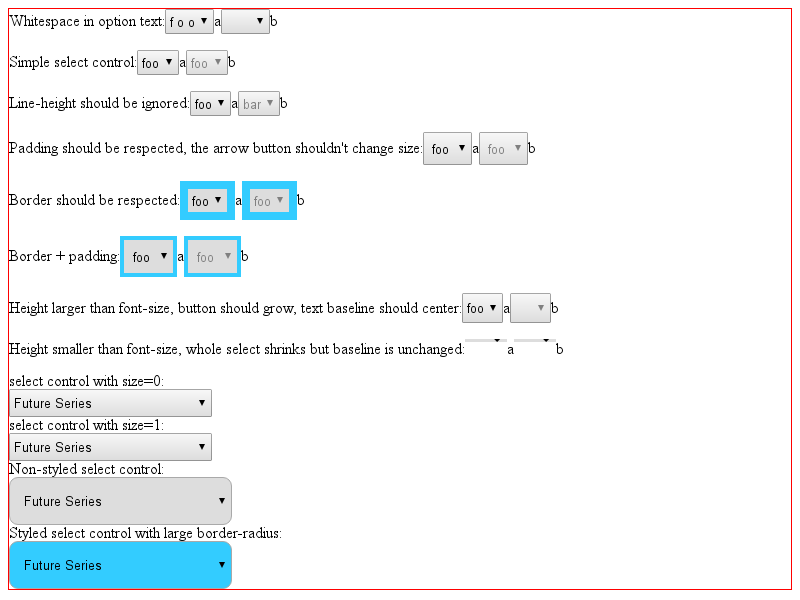 Whitespace in option text: f o o a b
Simple select control: foo a foo b
Line-height should be ignored: foo a bar b
Padding should be respected, the arrow button shouldn't change size: foo a foo b
Border should be respected: foo a foo b
Border + padding: foo a foo b
Height larger than font-size, button should grow, text baseline should center: foo a b
Height smaller than font-size, whole select shrinks but baseline is unchanged: a b
select control with size=0:
Future Series
select control with size=1:
Future Series
Non-styled select control:
Future Series
Styled select control with large border-radius:
Future Series